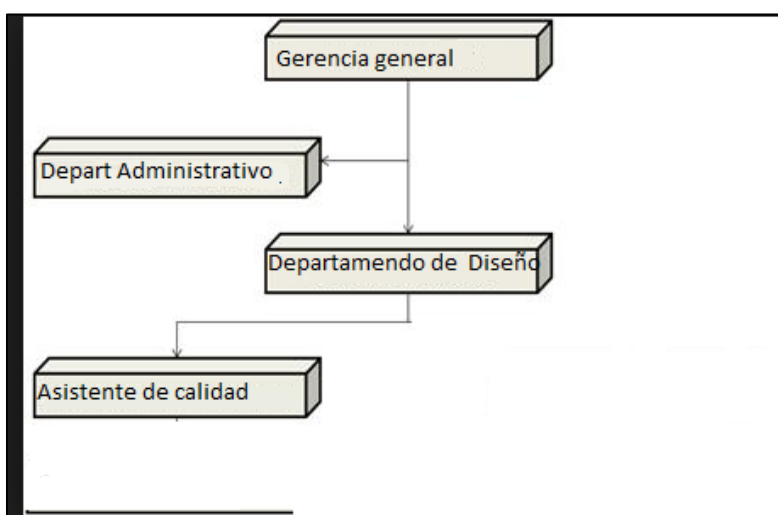 Gerencia general
Depart Administrativo .
Departamendo de Diseño
Asistente de calidad